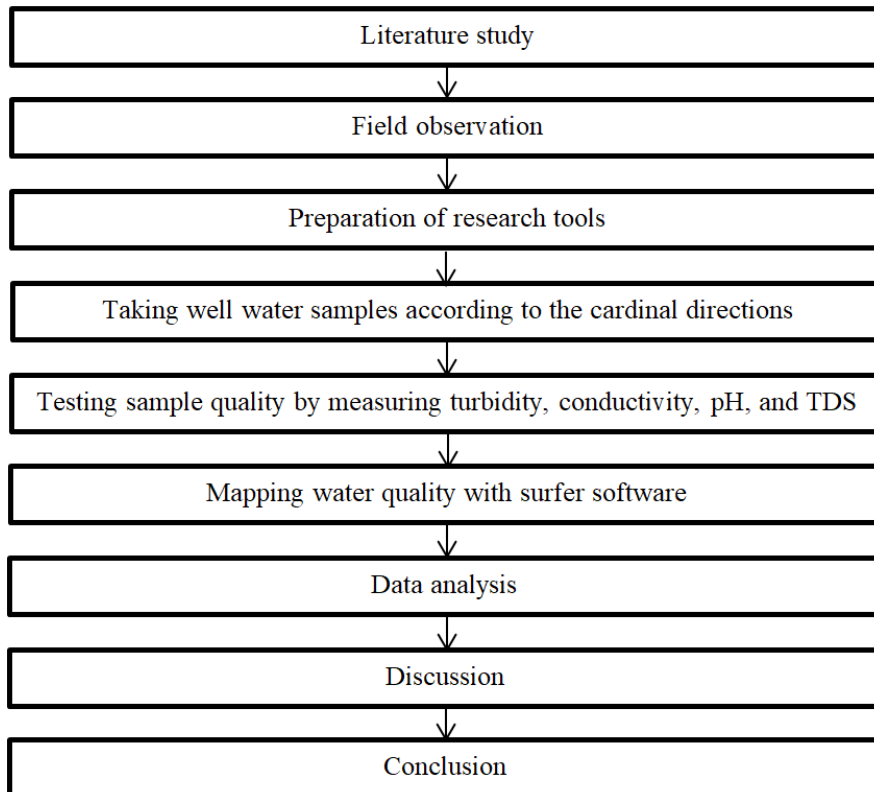 Literature study
Field observation
Preparation of research tools
Taking well water samples according to the cardinal directions
Testing sample quality by measuring turbidity, conductivity, pH, and TDS
Mapping water quality with surfer software
Data analysis
Discussion
Conclusion